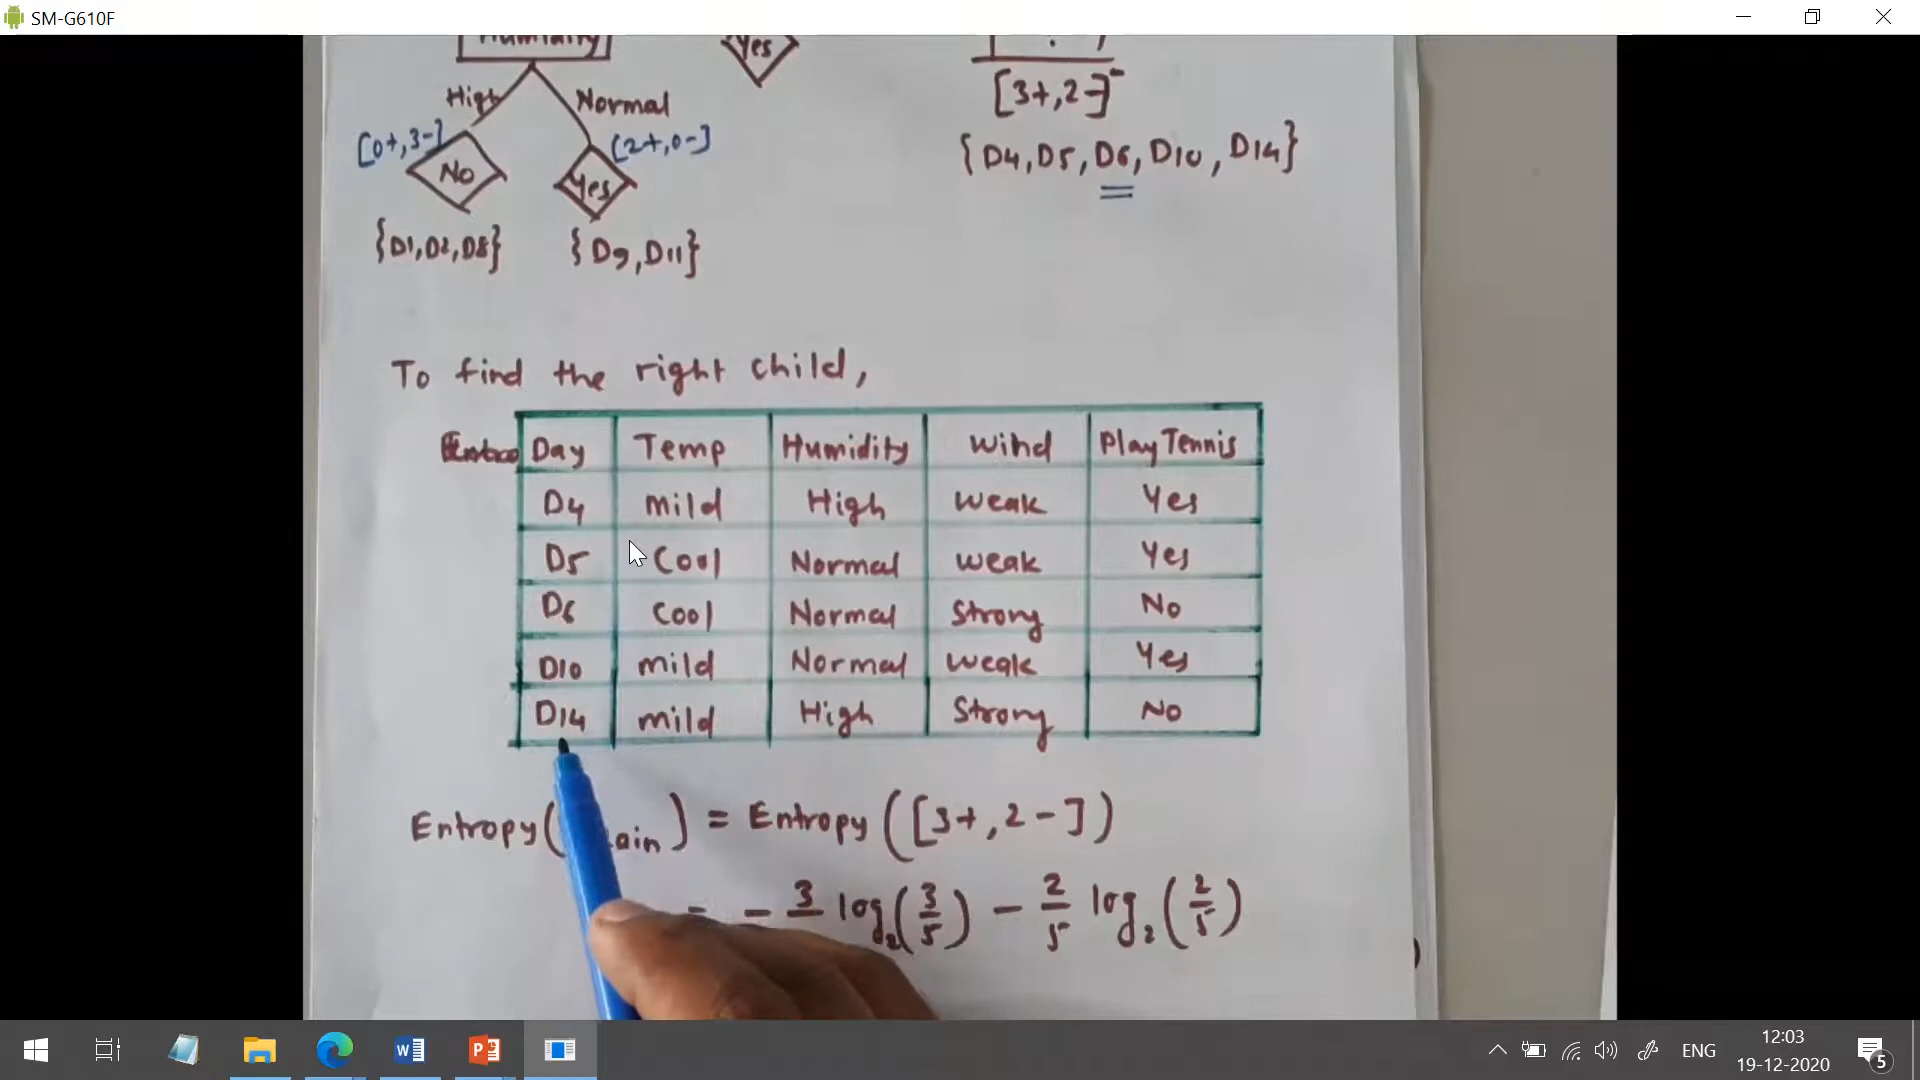 SM-G610F
Humidity
Yes
High
Normal
[3+,2-]
[0+,3-]
[2+,0-]
{D4,D5,D6,D10,D14}
No
Yes
{D1,D2,D8}
{D9,D11}
To find the right child,
Day Temp Humidity Wind PlayTennis
D4 mild High Weak Yes
D5 Cool Normal weak Yes
D6 Cool Normal Strong No
D10 mild Normal weak Yes
D14 mild High Strong No
Entropy( ain) = Entropy([3+,2-])
= - 3 log2(3/5) - 2/5 log2(2/5)
ENG
12:03
19-12-2020
5